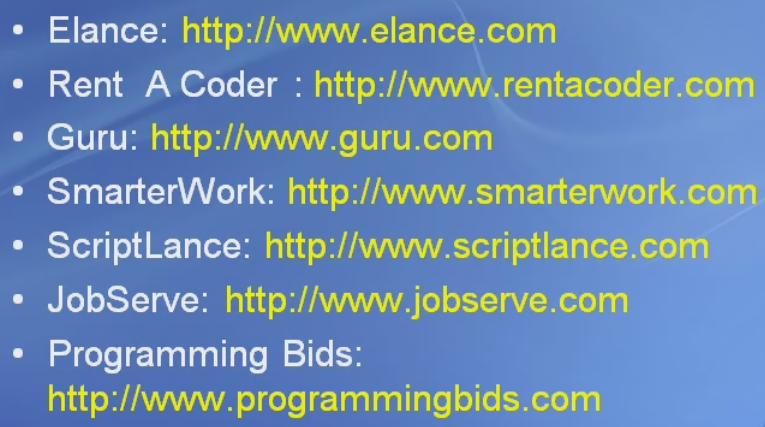 • Elance: http://www.elance.com
• Rent A Coder : http://www.rentacoder.com
• Guru: http://www.guru.com
• SmarterWork: http://www.smarterwork.com
• ScriptLance: http://www.scriptlance.com
• JobServe: http://www.jobserve.com
• Programming Bids:
http://www.programmingbids.com